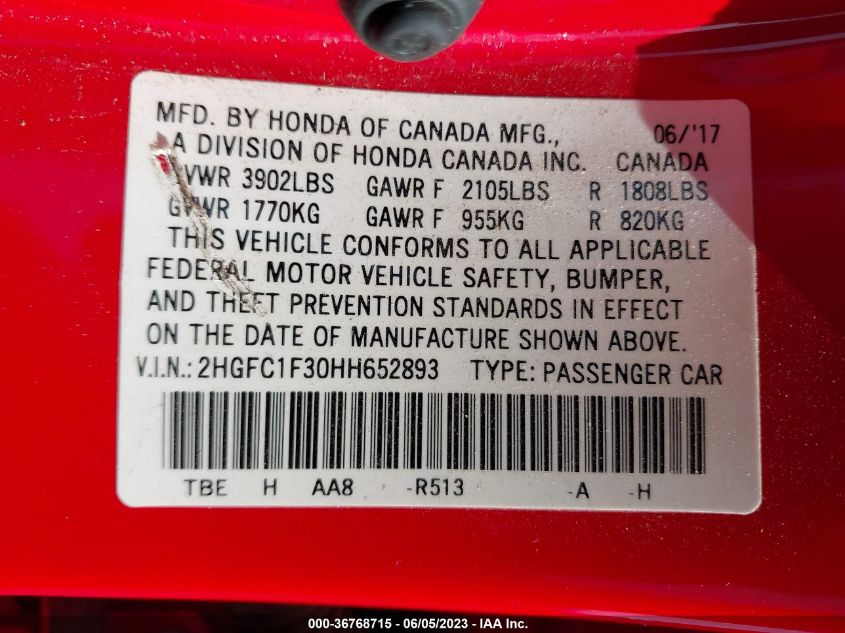 MFD. BY HONDA OF CANADA MFG., 06/'17
A DIVISION OF HONDA CANADA INC. CANADA
GVWR 3902LBS GAWR F 2105LBS R 1808LBS
GVWR 1770KG GAWR F 955KG R 820KG
THIS VEHICLE CONFORMS TO ALL APPLICABLE
FEDERAL MOTOR VEHICLE SAFETY, BUMPER,
AND THEFT PREVENTION STANDARDS IN EFFECT
ON THE DATE OF MANUFACTURE SHOWN ABOVE.
V.I.N.: 2HGFC1F30HH652893 TYPE: PASSENGER CAR
TBE H AA8 -R513 -A -H
000-36768715 - 06/05/2023 - IAA Inc.